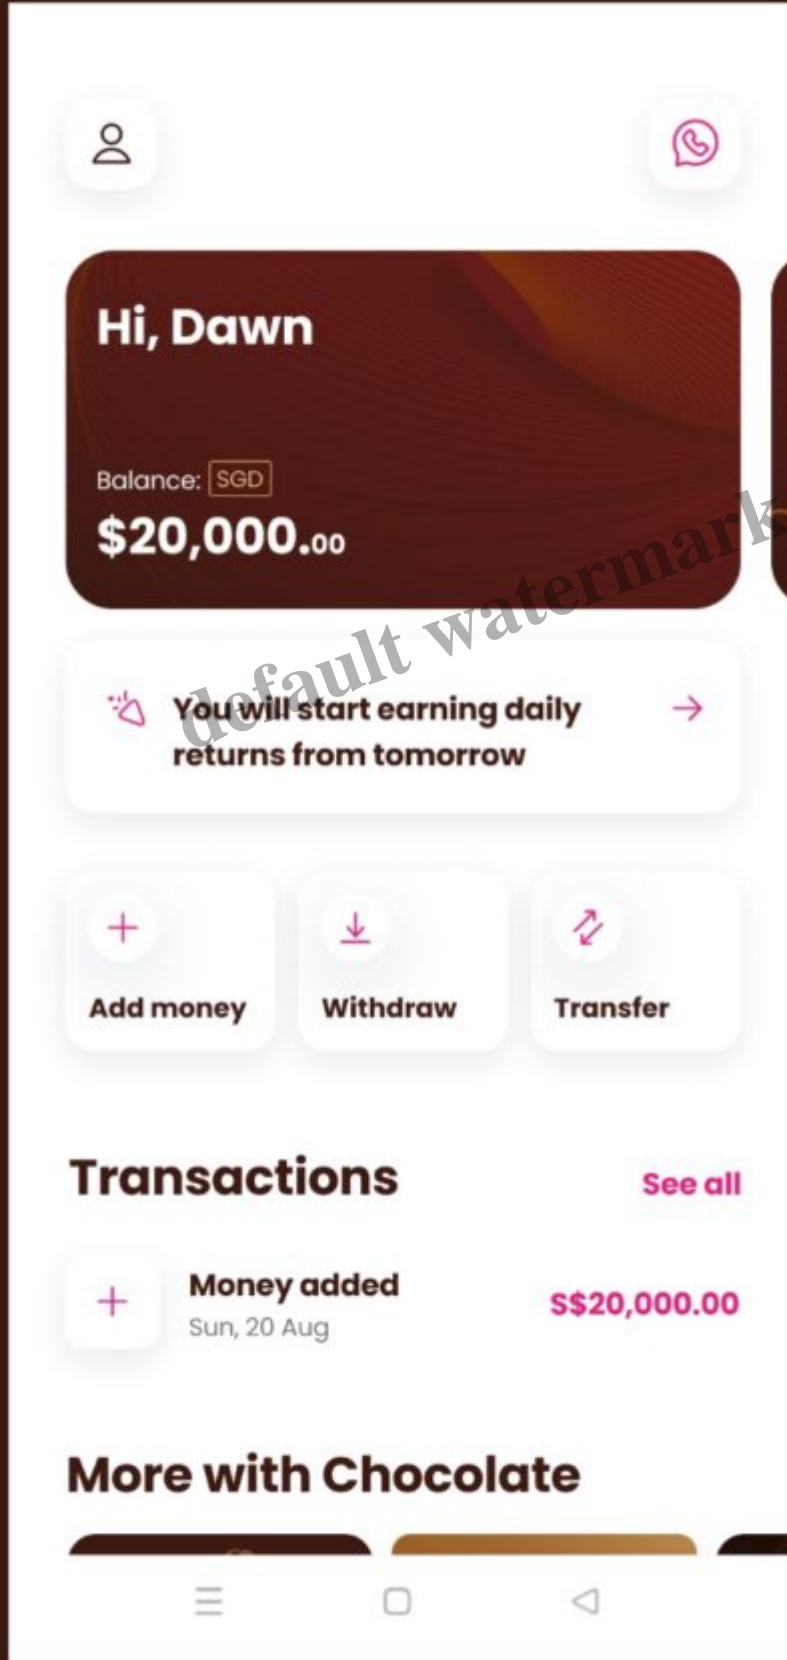 Hi, Dawn
Balance: SGD
$20,000.00
default watermark
You will start earning daily
returns from tomorrow
Add money
Withdraw
Transfer
Transactions
See all
Money added
S$20,000.00
Sun, 20 Aug
More with Chocolate